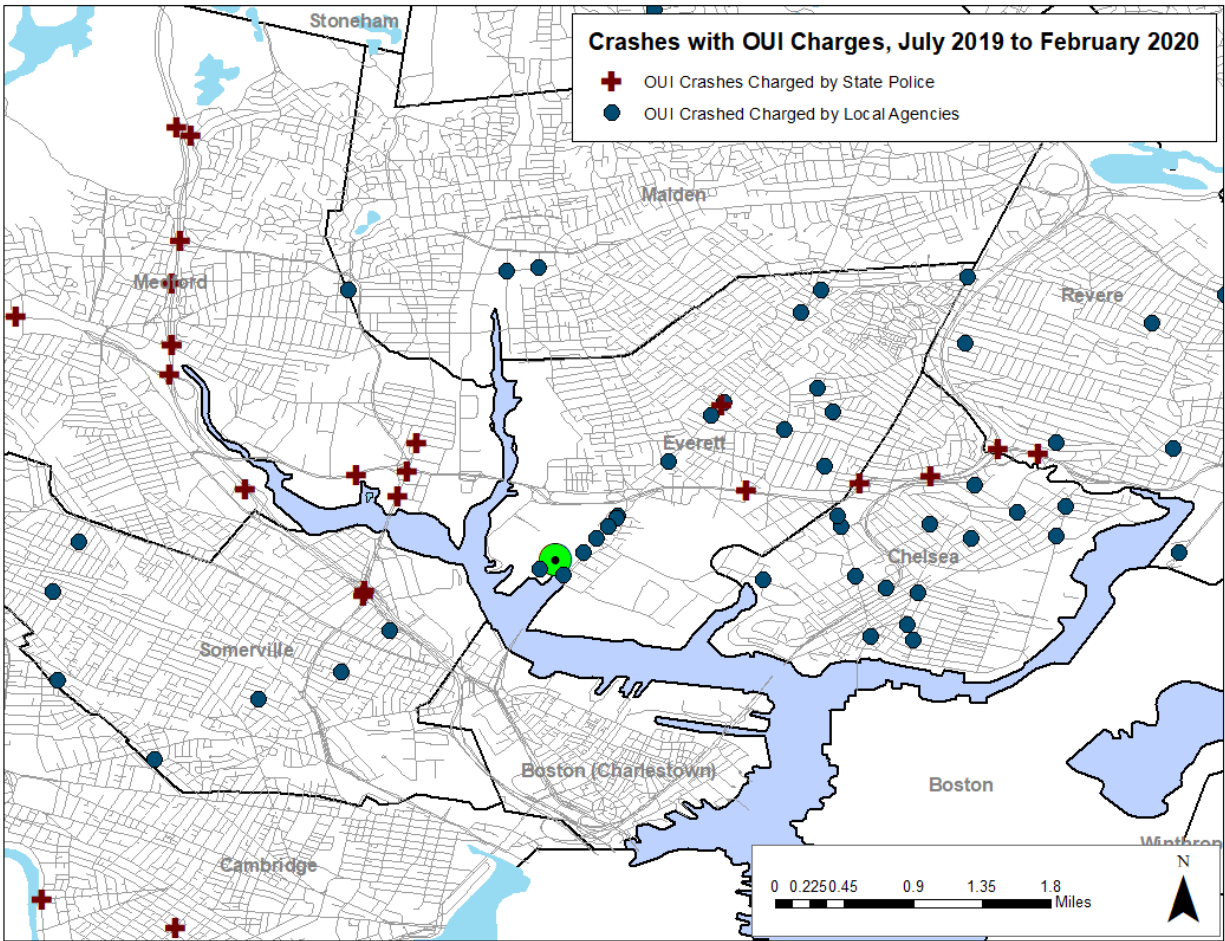 Stoneham
Crashes with OUI Charges, July 2019 to February 2020
OUI Crashes Charged by State Police
OUI Crashed Charged by Local Agencies
Malden
Medford
Revere
Everett
Chelsea
Somerville
Boston (Charlestown)
Boston
Winthrop
Cambridge
N
0 0.225 0.45 0.9 1.35 1.8
Miles